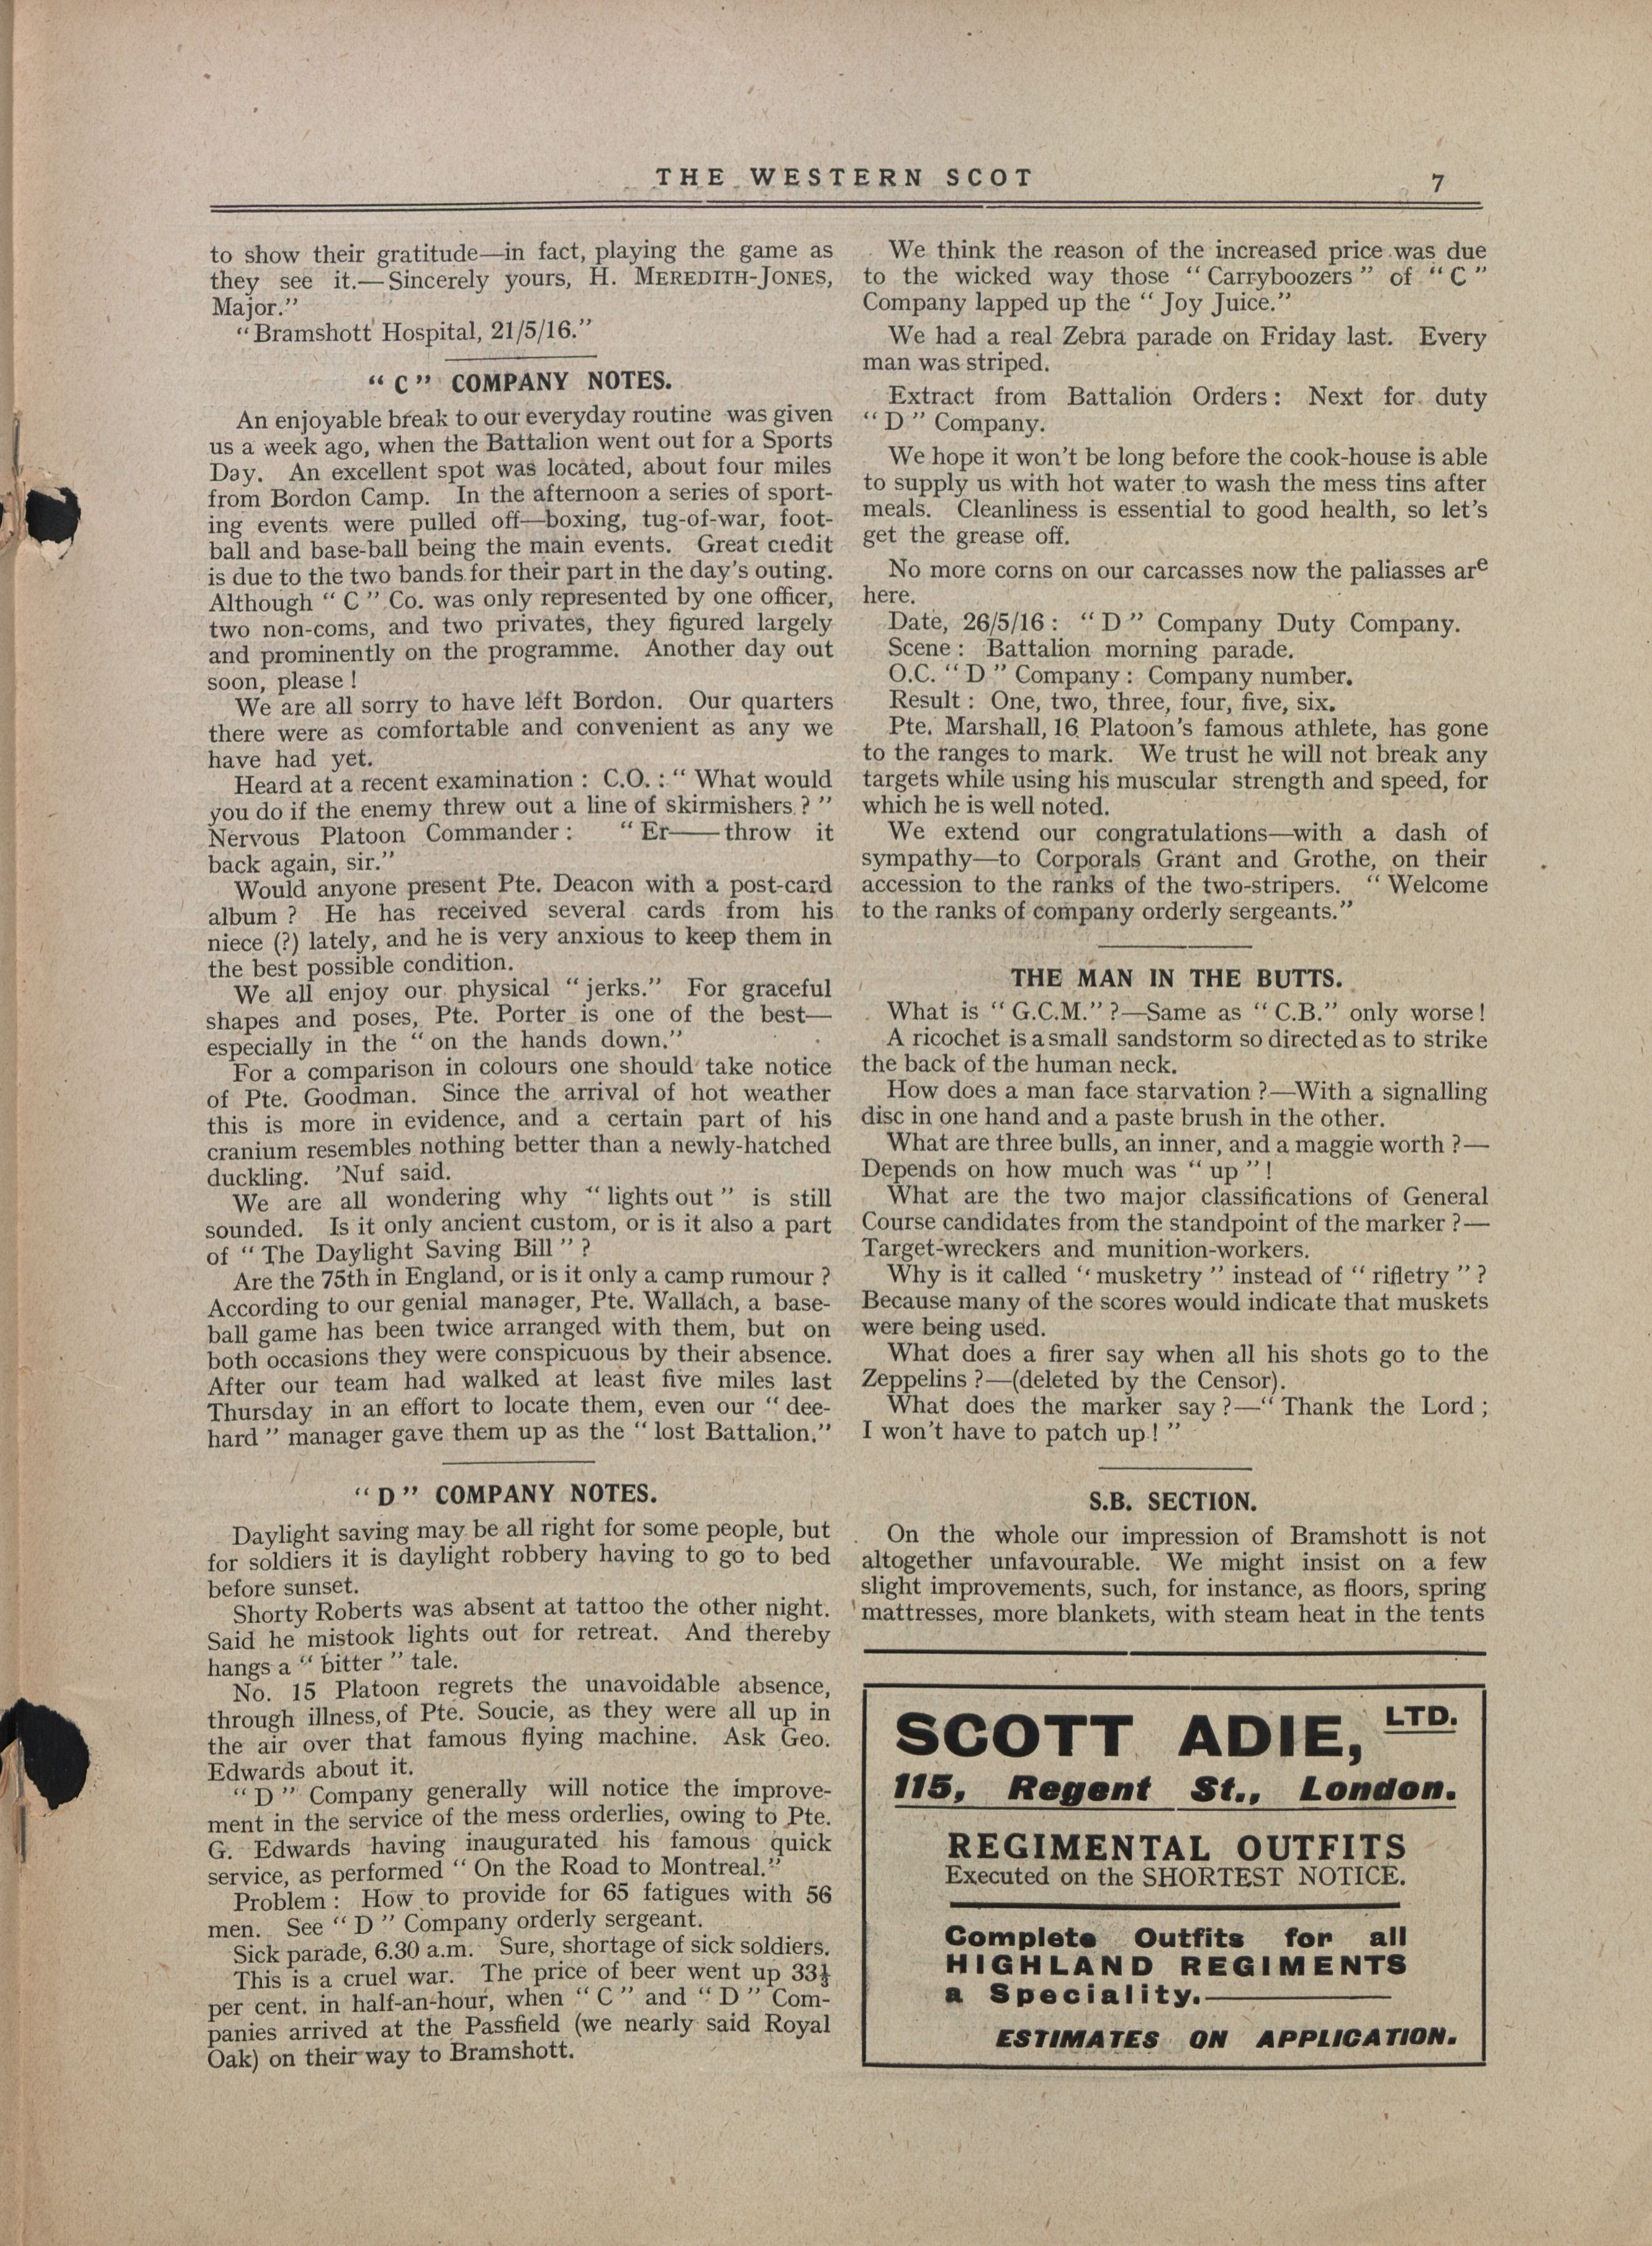 THE WESTERN SCOT
7
to show their gratitude—in fact, playing the game as
they see it.—Sincerely yours, H. MEREDITH-JONES,
Major.”
“Bramshott Hospital, 21/5/16.”
“C” COMPANY NOTES.
An enjoyable break to our everyday routine was given
us a week ago, when the Battalion went out for a Sports
Day. An excellent spot was located, about four miles
from Bordon Camp. In the afternoon a series of sport-
ing events were pulled off—boxing, tug-of-war, foot-
ball and base-ball being the main events. Great credit
is due to the two bands for their part in the day’s outing.
Although “C” Co. was only represented by one officer,
two non-coms, and two privates, they figured largely
and prominently on the programme. Another day out
soon, please!
We are all sorry to have left Bordon. Our quarters
there were as comfortable and convenient as any we
have had yet.
Heard at a recent examination: C.O.: “What would
you do if the enemy threw out a line of skirmishers?”
Nervous Platoon Commander: “Er——throw it
back again, sir.”
Would anyone present Pte. Deacon with a post-card
album? He has received several cards from his
niece (?) lately, and he is very anxious to keep them in
the best possible condition.
We all enjoy our physical “jerks.” For graceful
shapes and poses, Pte. Porter is one of the best—
especially in the “on the hands down.”
For a comparison in colours one should take notice
of Pte. Goodman. Since the arrival of hot weather
this is more in evidence, and a certain part of his
cranium resembles nothing better than a newly-hatched
duckling. ’Nuf said.
We are all wondering why “lights out” is still
sounded. Is it only ancient custom, or is it also a part
of “The Daylight Saving Bill”?
Are the 75th in England, or is it only a camp rumour?
According to our genial manager, Pte. Wallach, a base-
ball game has been twice arranged with them, but on
both occasions they were conspicuous by their absence.
After our team had walked at least five miles last
Thursday in an effort to locate them, even our “dee-
hard” manager gave them up as the “lost Battalion.”
“D” COMPANY NOTES.
Daylight saving may be all right for some people, but
for soldiers it is daylight robbery having to go to bed
before sunset.
Shorty Roberts was absent at tattoo the other night.
Said he mistook lights out for retreat. And thereby
hangs a “bitter” tale.
No. 15 Platoon regrets the unavoidable absence,
through illness, of Pte. Soucie, as they were all up in
the air over that famous flying machine. Ask Geo.
Edwards about it.
“D” Company generally will notice the improve-
ment in the service of the mess orderlies, owing to Pte.
G. Edwards having inaugurated his famous quick
service, as performed “On the Road to Montreal.”
Problem: How to provide for 65 fatigues with 56
men. See “D” Company orderly sergeant.
Sick parade, 6.30 a.m. Sure, shortage of sick soldiers.
This is a cruel war. The price of beer went up 33⅓
per cent. in half-an-hour, when “C” and “D” Com-
panies arrived at the Passfield (we nearly said Royal
Oak) on their way to Bramshott.
We think the reason of the increased price was due
to the wicked way those “Carryboozers” of “C”
Company lapped up the “Joy Juice.”
We had a real Zebra parade on Friday last. Every
man was striped.
Extract from Battalion Orders: Next for duty
“D” Company.
We hope it won’t be long before the cook-house is able
to supply us with hot water to wash the mess tins after
meals. Cleanliness is essential to good health, so let’s
get the grease off.
No more corns on our carcasses now the paliasses are
here.
Date, 26/5/16: “D” Company Duty Company.
Scene: Battalion morning parade.
O.C. “D” Company: Company number.
Result: One, two, three, four, five, six.
Pte. Marshall, 16 Platoon’s famous athlete, has gone
to the ranges to mark. We trust he will not break any
targets while using his muscular strength and speed, for
which he is well noted.
We extend our congratulations—with a dash of
sympathy—to Corporals Grant and Grothe, on their
accession to the ranks of the two-stripers. “Welcome
to the ranks of company orderly sergeants.”
THE MAN IN THE BUTTS.
What is “G.C.M.”?—Same as “C.B.” only worse!
A ricochet is a small sandstorm so directed as to strike
the back of the human neck.
How does a man face starvation?—With a signalling
disc in one hand and a paste brush in the other.
What are three bulls, an inner, and a maggie worth?—
Depends on how much was “up”!
What are the two major classifications of General
Course candidates from the standpoint of the marker?—
Target-wreckers and munition-workers.
Why is it called “musketry” instead of “rifletry”?
Because many of the scores would indicate that muskets
were being used.
What does a firer say when all his shots go to the
Zeppelins?—(deleted by the Censor).
What does the marker say?—“Thank the Lord;
I won’t have to patch up!”
S.B. SECTION.
On the whole our impression of Bramshott is not
altogether unfavourable. We might insist on a few
slight improvements, such, for instance, as floors, spring
mattresses, more blankets, with steam heat in the tents
SCOTT ADIE, LTD.
115, Regent St., London.
REGIMENTAL OUTFITS
Executed on the SHORTEST NOTICE.
Complete Outfits for all
HIGHLAND REGIMENTS
a Speciality.—
ESTIMATES ON APPLICATION.